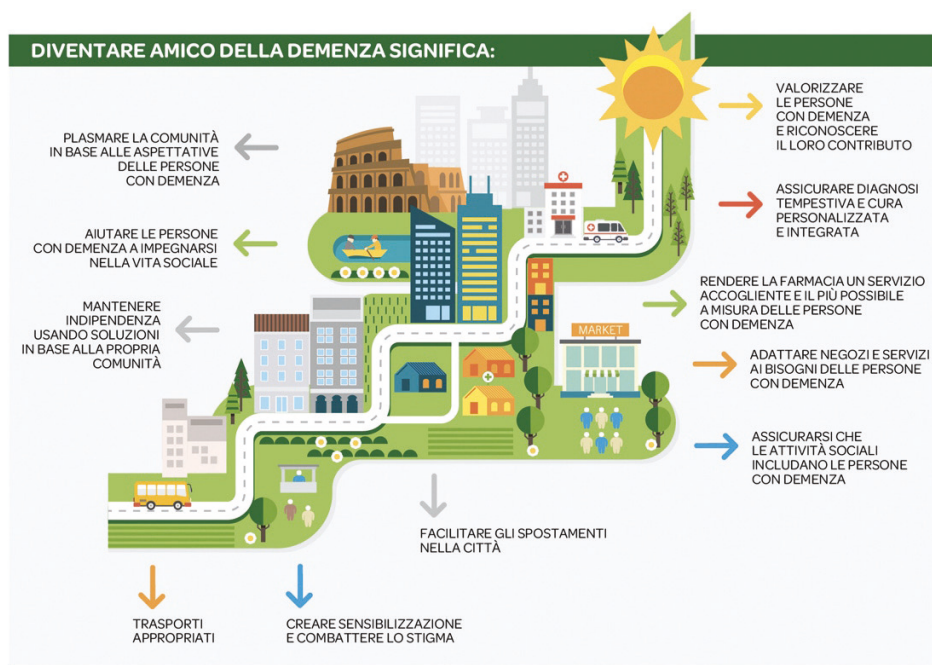 DIVENTARE AMICO DELLA DEMENZA SIGNIFICA:
PLASMARE LA COMUNITÀ
IN BASE ALLE ASPETTATIVE
DELLE PERSONE
CON DEMENZA
AIUTARE LE PERSONE
CON DEMENZA A IMPEGNARSI
NELLA VITA SOCIALE
MANTENERE
INDIPENDENZA
USANDO SOLUZIONI
IN BASE ALLA PROPRIA
COMUNITÀ
VALORIZZARE
LE PERSONE
CON DEMENZA
E RICONOSCERE
IL LORO CONTRIBUTO
ASSICURARE DIAGNOSI
TEMPESTIVA E CURA
PERSONALIZZATA
E INTEGRATA
RENDERE LA FARMACIA UN SERVIZIO
ACCOGLIENTE E IL PIÙ POSSIBILE
A MISURA DELLE PERSONE
CON DEMENZA
MARKET
ADATTARE NEGOZI E SERVIZI
AI BISOGNI DELLE PERSONE
CON DEMENZA
ASSICURARSI CHE
LE ATTIVITÀ SOCIALI
INCLUDANO LE PERSONE
CON DEMENZA
FACILITARE GLI SPOSTAMENTI
NELLA CITTÀ
TRASPORTI
APPROPRIATI
CREARE SENSIBILIZZAZIONE
E COMBATTERE LO STIGMA